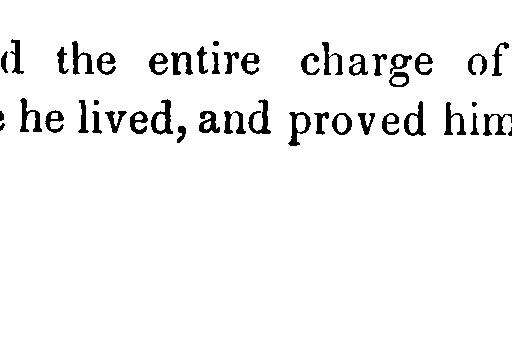 d the entire charge of
e he lived, and proved him